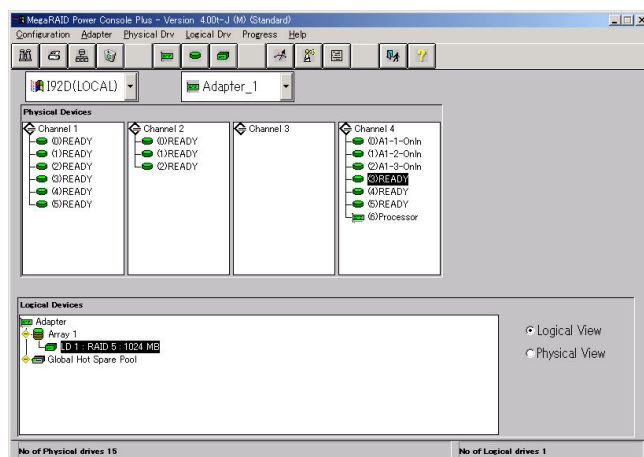 MegaRAID Power Console Plus - Version 4.00t-J (M) (Standard)
Configuration Adapter Physical Drv Logical Drv Progress Help
I92D(LOCAL) Adapter_1
Physical Devices
Channel 1
(0)READY
(1)READY
(2)READY
(3)READY
(4)READY
(5)READY
Channel 2
(0)READY
(1)READY
(2)READY
Channel 3
Channel 4
(0)A1-1-Onln
(1)A1-2-Onln
(2)A1-3-Onln
(3)READY
(4)READY
(5)READY
(6)Processor
Logical Devices
Adapter
Array 1
LD 1 : RAID 5 : 1024 MB
Global Hot Spare Pool
Logical View
Physical View
No of Physical drives 15
No of Logical drives 1